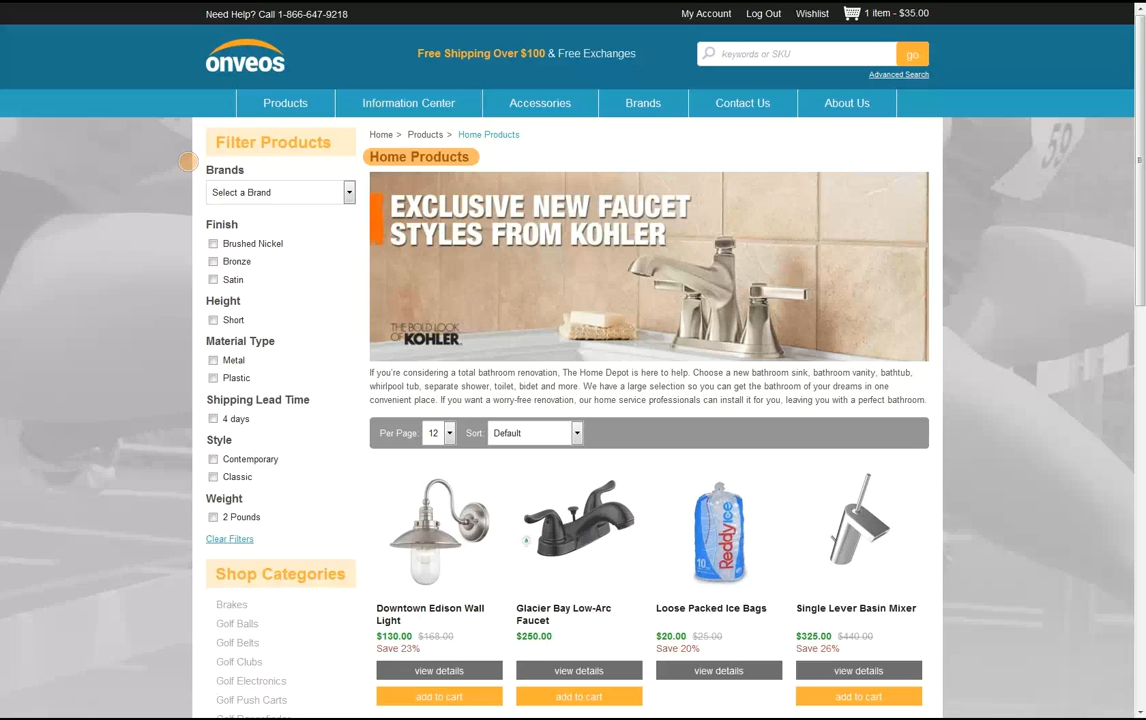 Need Help? Call 1-866-647-9218
My Account
Log Out
Wishlist
1 item - $35.00
onveos
Free Shipping Over $100 & Free Exchanges
keywords or SKU
go
Advanced Search
Products
Information Center
Accessories
Brands
Contact Us
About Us
Filter Products
Brands
Select a Brand
Finish
Brushed Nickel
Bronze
Satin
Height
Short
Material Type
Metal
Plastic
Shipping Lead Time
4 days
Style
Contemporary
Classic
Weight
2 Pounds
Clear Filters
Shop Categories
Brakes
Golf Balls
Golf Belts
Golf Clubs
Golf Electronics
Golf Push Carts
Home > Products > Home Products
Home Products
EXCLUSIVE NEW FAUCET
STYLES FROM KOHLER
THE BOLD LOOK
OF KOHLER.
If you're considering a total bathroom renovation, The Home Depot is here to help. Choose a new bathroom sink, bathroom vanity, bathtub,
whirlpool tub, separate shower, toilet, bidet and more. We have a large selection so you can get the bathroom of your dreams in one
convenient place. If you want a worry-free renovation, our home service professionals can install it for you, leaving you with a perfect bathroom.
Per Page: 12 Sort: Default
Downtown Edison Wall
Light
$130.00 $168.00
Save 23%
view details
add to cart
Glacier Bay Low-Arc
Faucet
$250.00
view details
add to cart
Reddy Ice
10
Loose Packed Ice Bags
$20.00 $25.00
Save 20%
view details
Single Lever Basin Mixer
$325.00 $440.00
Save 26%
view details
add to cart
59